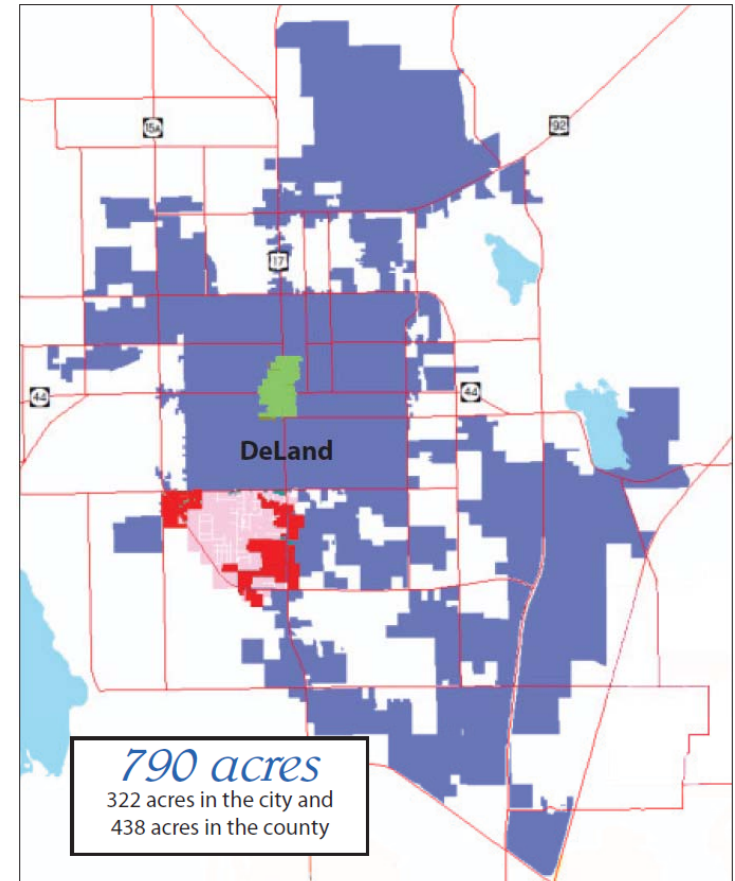 15A
92
17
44
44
DeLand
790 acres
322 acres in the city and
438 acres in the county